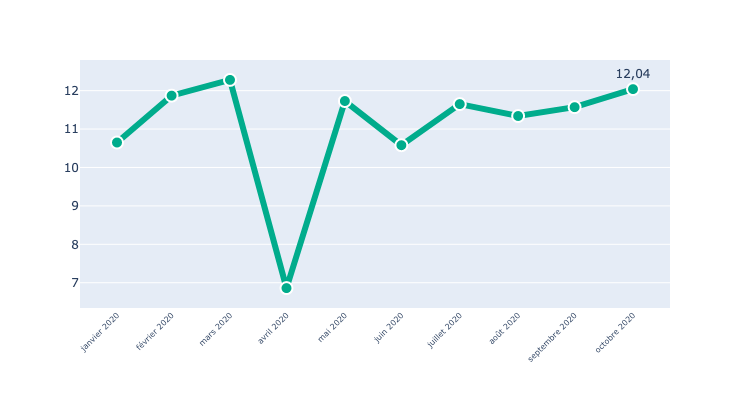 12,04
12
11
10
9
8
7
janvier 2020
février 2020
mars 2020
avril 2020
mai 2020
juin 2020
juillet 2020
août 2020
septembre 2020
octobre 2020